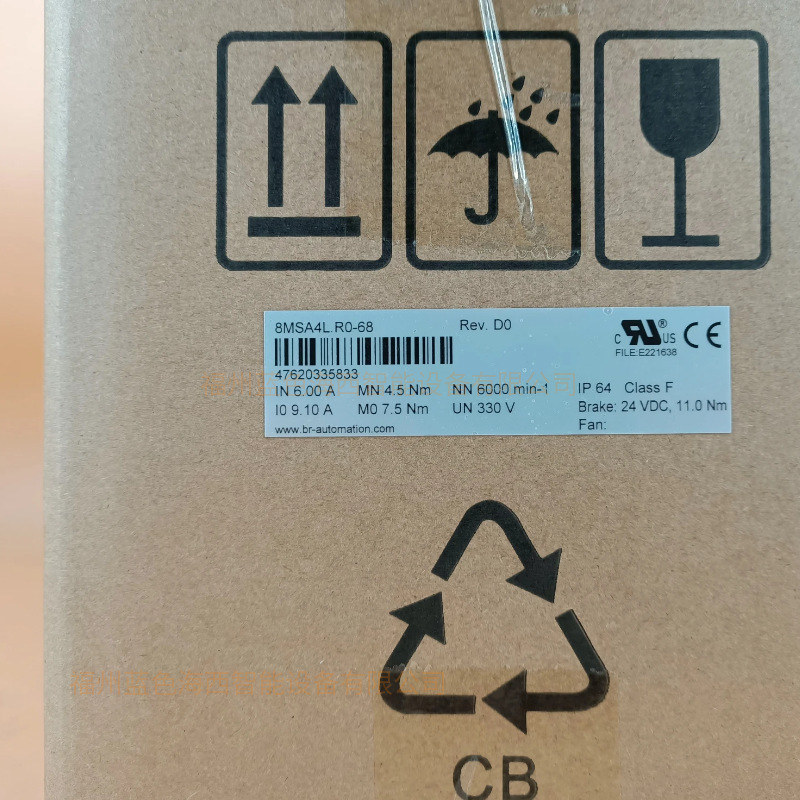 8MSA4L.R0-68 Rev. D0
c RU ® US CE
FILE:E221638
47620335833
IN 6.00 A MN 4.5 Nm NN 6000 min-1 IP 64 Class F
I0 9.10 A M0 7.5 Nm UN 330 V Brake: 24 VDC, 11.0 Nm
www.br-automation.com Fan:
CB